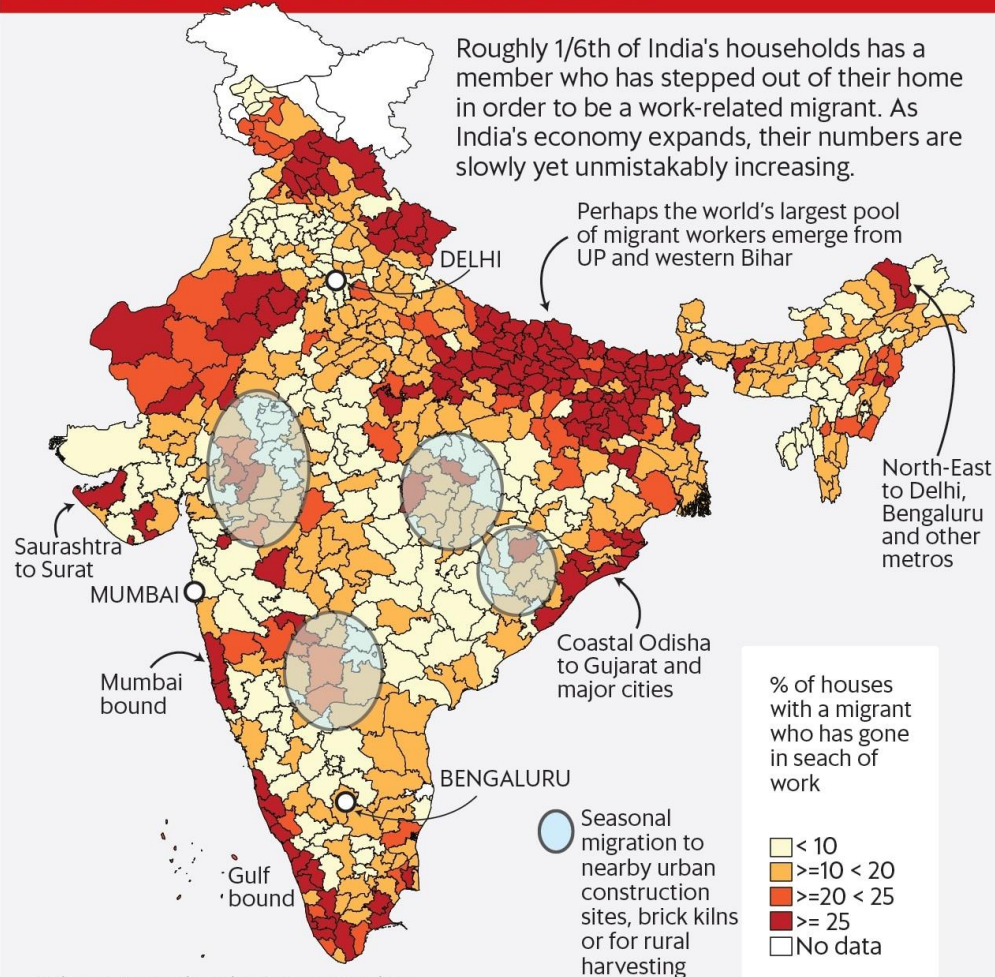 Roughly 1/6th of India's households has a
member who has stepped out of their home
in order to be a work-related migrant. As
India's economy expands, their numbers are
slowly yet unmistakably increasing.
Perhaps the world's largest pool
of migrant workers emerge from
UP and western Bihar
DELHI
North-East
to Delhi,
Bengaluru
and other
metros
Saurashtra
to Surat
MUMBAI
Mumbai
bound
Coastal Odisha
to Gujarat and
major cities
BENGALURU
Gulf
bound
Seasonal
migration to
nearby urban
construction
sites, brick kilns
or for rural
harvesting
% of houses
with a migrant
who has gone
in seach of
work
< 10
>=10 < 20
>=20 < 25
>= 25
No data